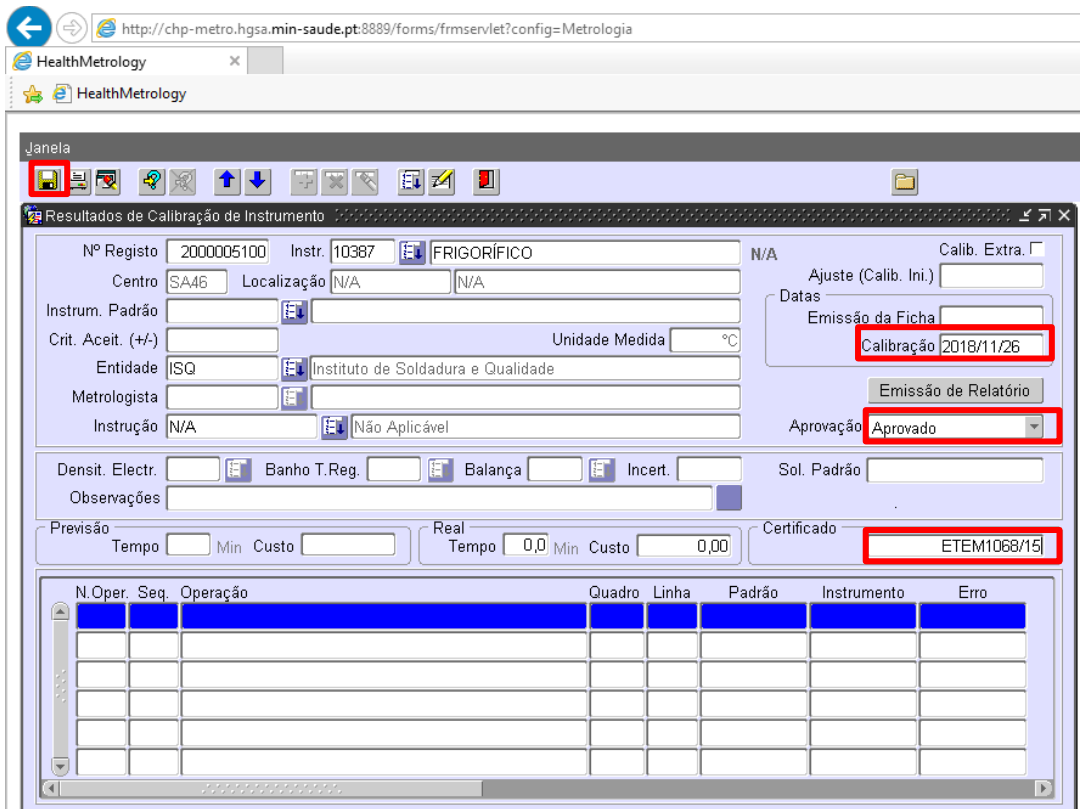 http://chp-metro.hgsa.min-saude.pt:8889/forms/frmservlet?config=Metrologia
HealthMetrology
HealthMetrology
Janela
Resultados de Calibração de Instrumento
Nº Registo 2000005100 Instr. 10387 FRIGORÍFICO N/A Calib. Extra.
Centro SA46 Localização N/A N/A Ajuste (Calib. Ini.)
Datas
Instrum. Padrão Emissão da Ficha
Crit. Aceit. (+/-) Unidade Medida °C Calibração 2018/11/26
Entidade ISQ Instituto de Soldadura e Qualidade
Metrologista Emissão de Relatório
Instrução N/A Não Aplicável Aprovação Aprovado
Densit. Electr. Banho T.Reg. Balança Incert. Sol. Padrão
Observações .
Previsão Real Certificado
Tempo Min Custo Tempo 0,0 Min Custo 0,00 ETEM1068/15
N.Oper. Seq. Operação Quadro Linha Padrão Instrumento Erro